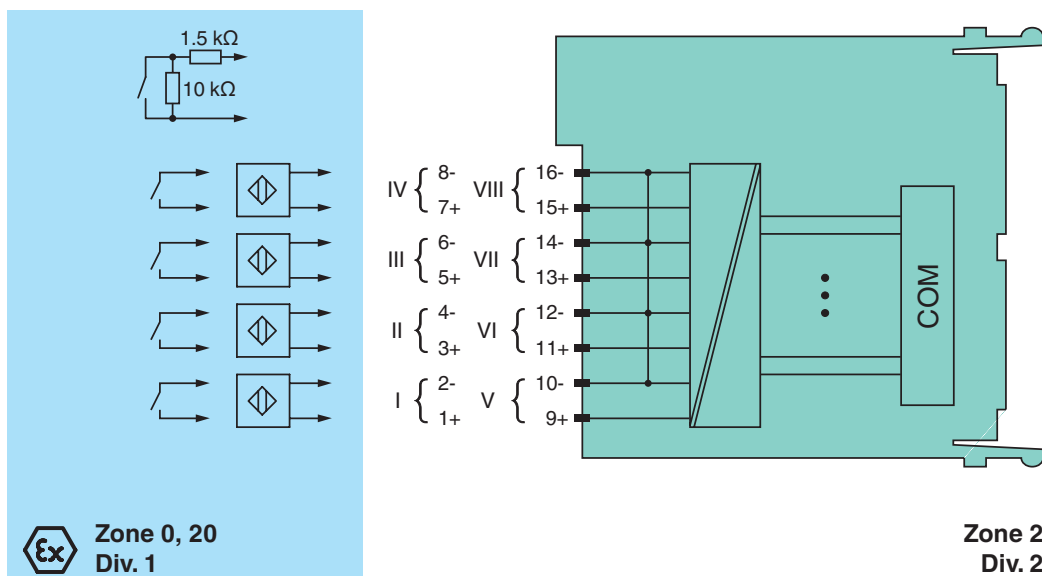 1.5 kΩ
10 kΩ
IV { 8- VIII { 16-
7+ 15+
III { 6- VII { 14-
5+ 13+
II { 4- VI { 12-
3+ 11+
I { 2- V { 10-
1+ 9+
COM
Ex Zone 0, 20
Div. 1
Zone 2
Div. 2